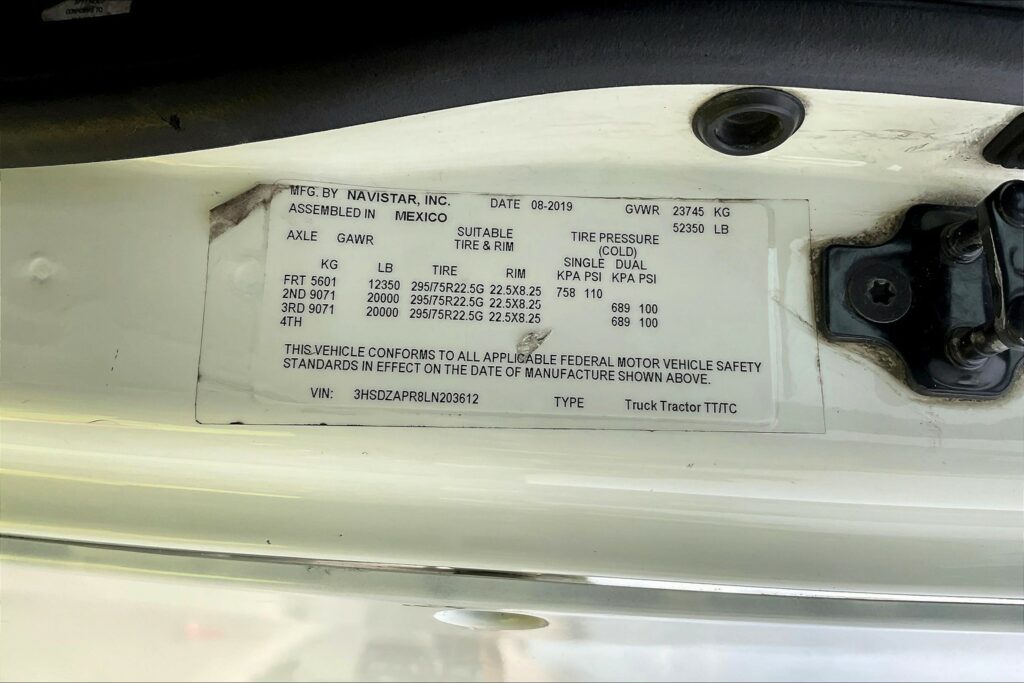 CONFORMS TO
MFG. BY NAVISTAR, INC. DATE 08-2019 GVWR 23745 KG
ASSEMBLED IN MEXICO 52350 LB
AXLE GAWR SUITABLE TIRE PRESSURE
TIRE & RIM (COLD)
SINGLE DUAL
KG LB TIRE RIM KPA PSI KPA PSI
FRT 5601 12350 295/75R22.5G 22.5X8.25 758 110
2ND 9071 20000 295/75R22.5G 22.5X8.25 689 100
3RD 9071 20000 295/75R22.5G 22.5X8.25 689 100
4TH
THIS VEHICLE CONFORMS TO ALL APPLICABLE FEDERAL MOTOR VEHICLE SAFETY
STANDARDS IN EFFECT ON THE DATE OF MANUFACTURE SHOWN ABOVE.
VIN: 3HSDZAPR8LN203612 TYPE Truck Tractor TT/TC